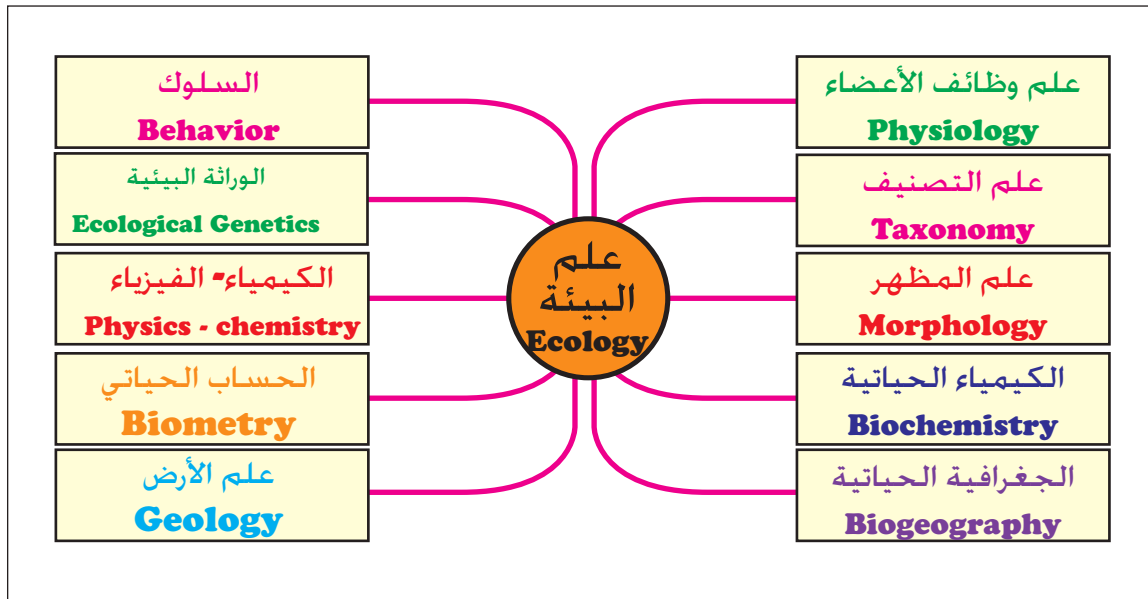 علم وظائف الأعضاء
Physiology
علم التصنيف
Taxonomy
علم المظهر
Morphology
الكيمياء الحياتية
Biochemistry
الجغرافية الحياتية
Biogeography
علم
البيئة
Ecology
السلوك
Behavior
الوراثة البيئية
Ecological Genetics
الكيمياء- الفيزياء
Physics - chemistry
الحساب الحياتي
Biometry
علم الأرض
Geology